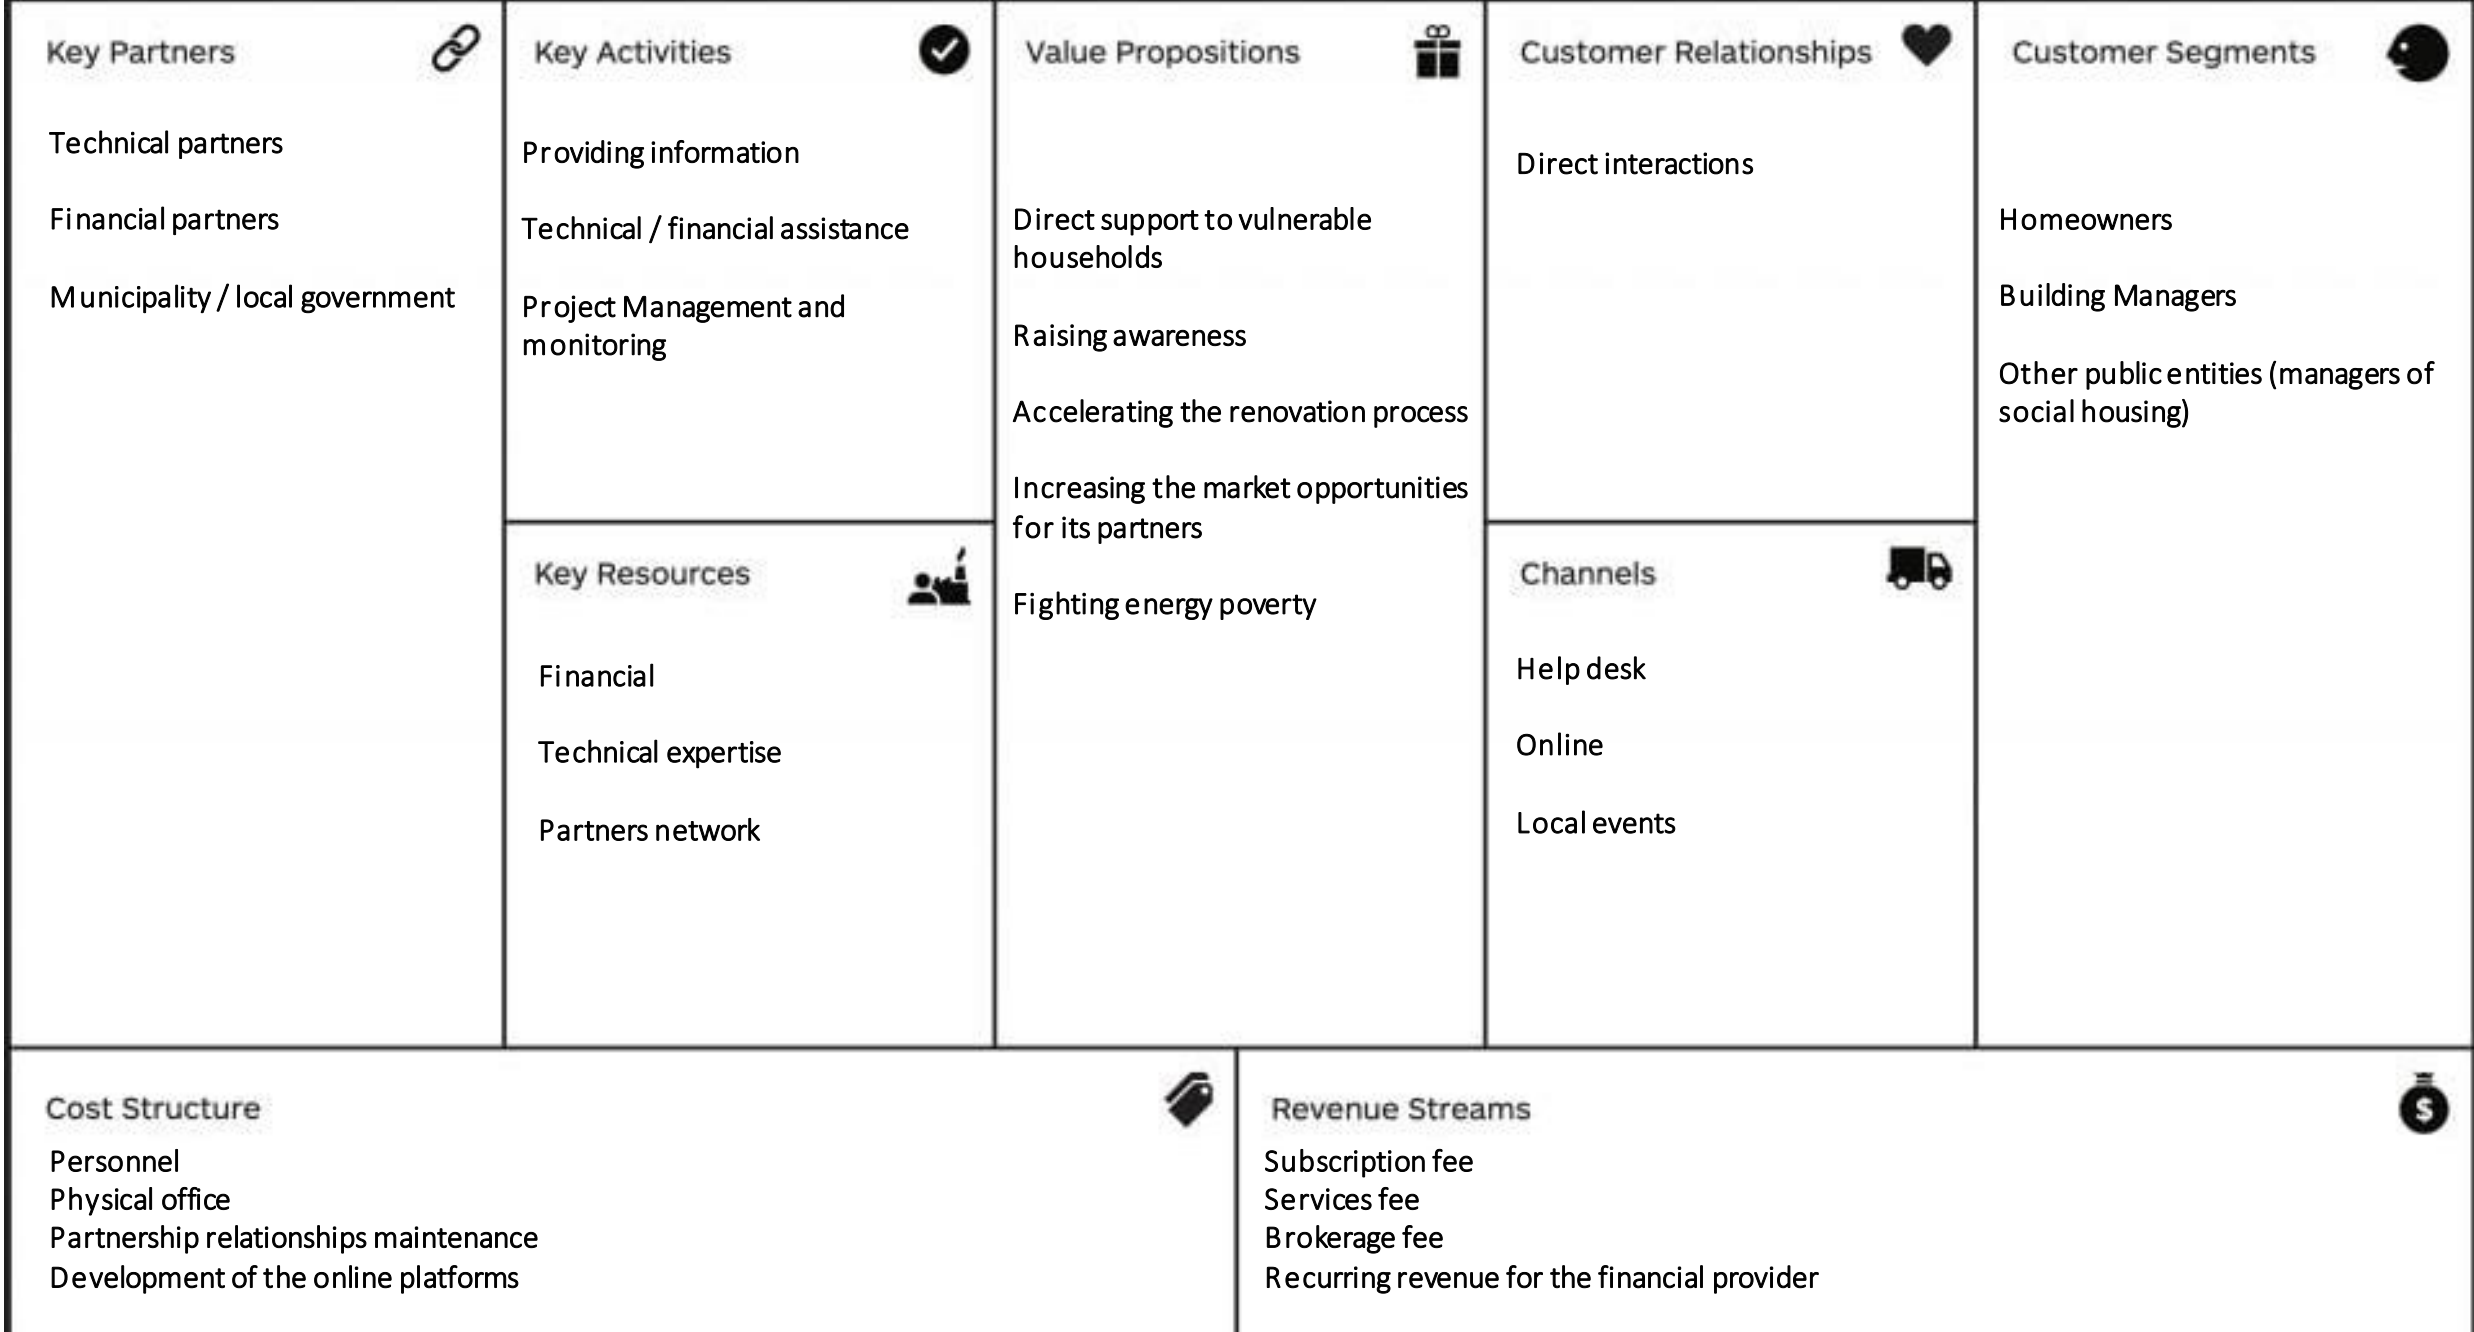 Key Partners
Technical partners
Financial partners
Municipality / local government
Key Activities
Providing information
Technical / financial assistance
Project Management and
monitoring
Key Resources
Financial
Technical expertise
Partners network
Value Propositions
Direct support to vulnerable
households
Raising awareness
Accelerating the renovation process
Increasing the market opportunities
for its partners
Fighting energy poverty
Customer Relationships
Direct interactions
Channels
Help desk
Online
Local events
Customer Segments
Homeowners
Building Managers
Other public entities (managers of
social housing)
Cost Structure
Personnel
Physical office
Partnership relationships maintenance
Development of the online platforms
Revenue Streams
$
Subscription fee
Services fee
Brokerage fee
Recurring revenue for the financial provider